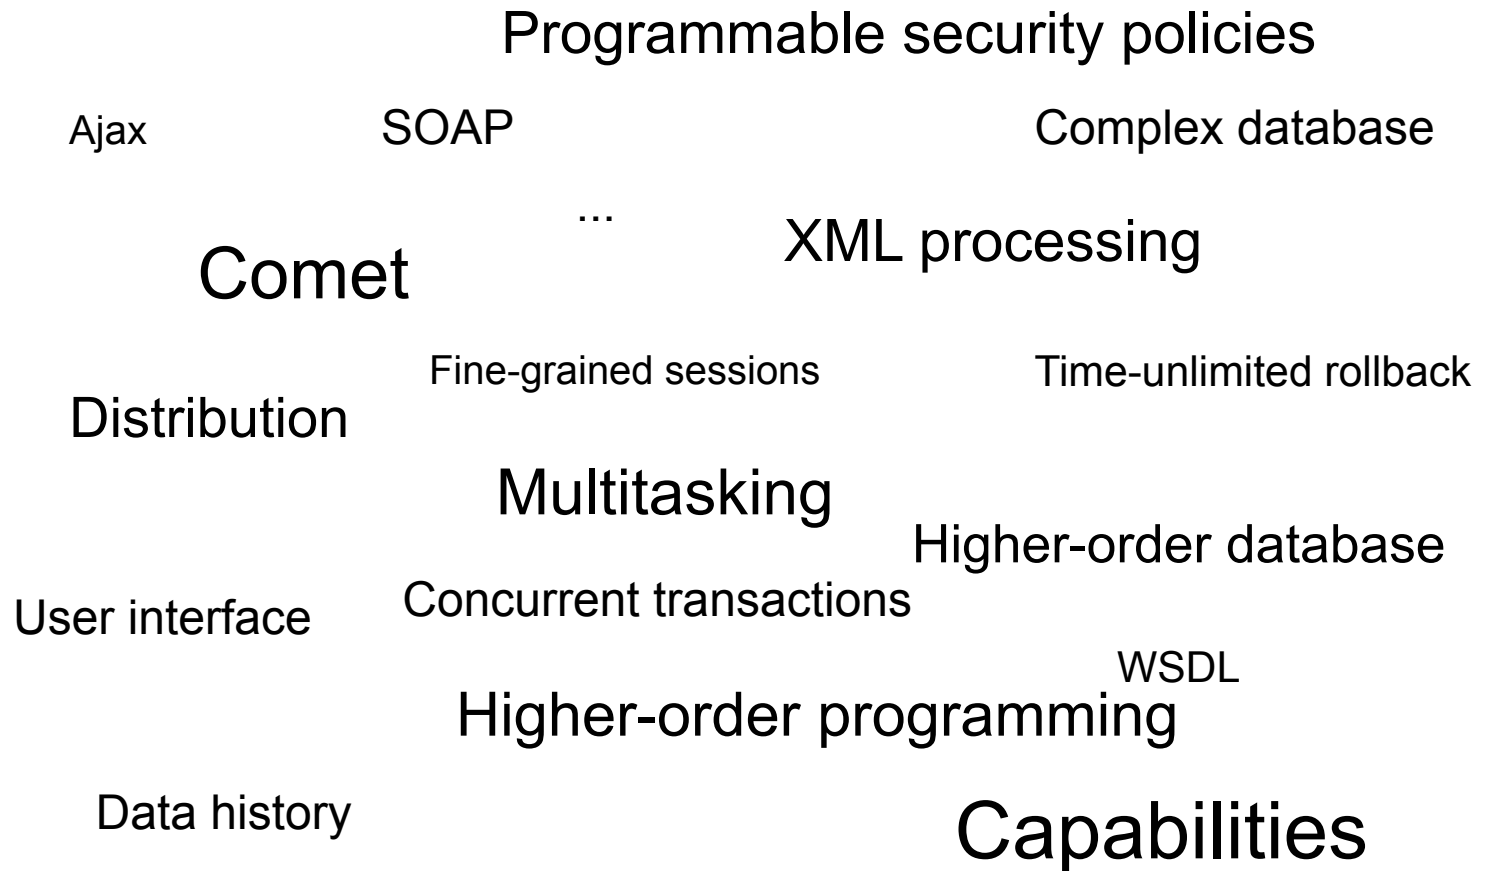 Programmable security policies
Ajax
SOAP
Complex database
...
XML processing
Comet
Fine-grained sessions
Time-unlimited rollback
Distribution
Multitasking
Higher-order database
Concurrent transactions
User interface
WSDL
Higher-order programming
Data history
Capabilities